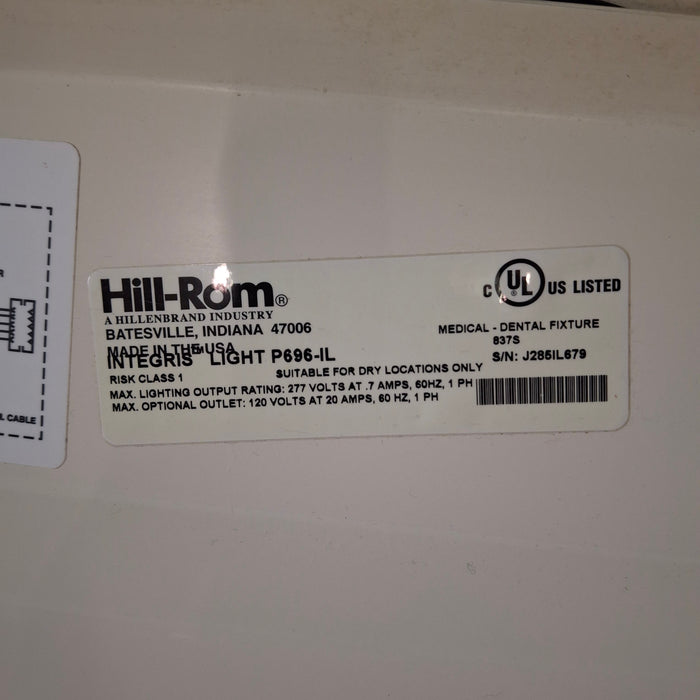 Hill-Rom®
A HILLENBRAND INDUSTRY
BATESVILLE, INDIANA 47006
MADE IN THE USA
INTEGRIS LIGHT P696-IL
RISK CLASS 1
SUITABLE FOR DRY LOCATIONS ONLY
MAX. LIGHTING OUTPUT RATING: 277 VOLTS AT .7 AMPS, 60HZ, 1 PH
MAX. OPTIONAL OUTLET: 120 VOLTS AT 20 AMPS, 60 HZ, 1 PH
C UL US LISTED
MEDICAL - DENTAL FIXTURE
837S
S/N: J285IL679
CABLE